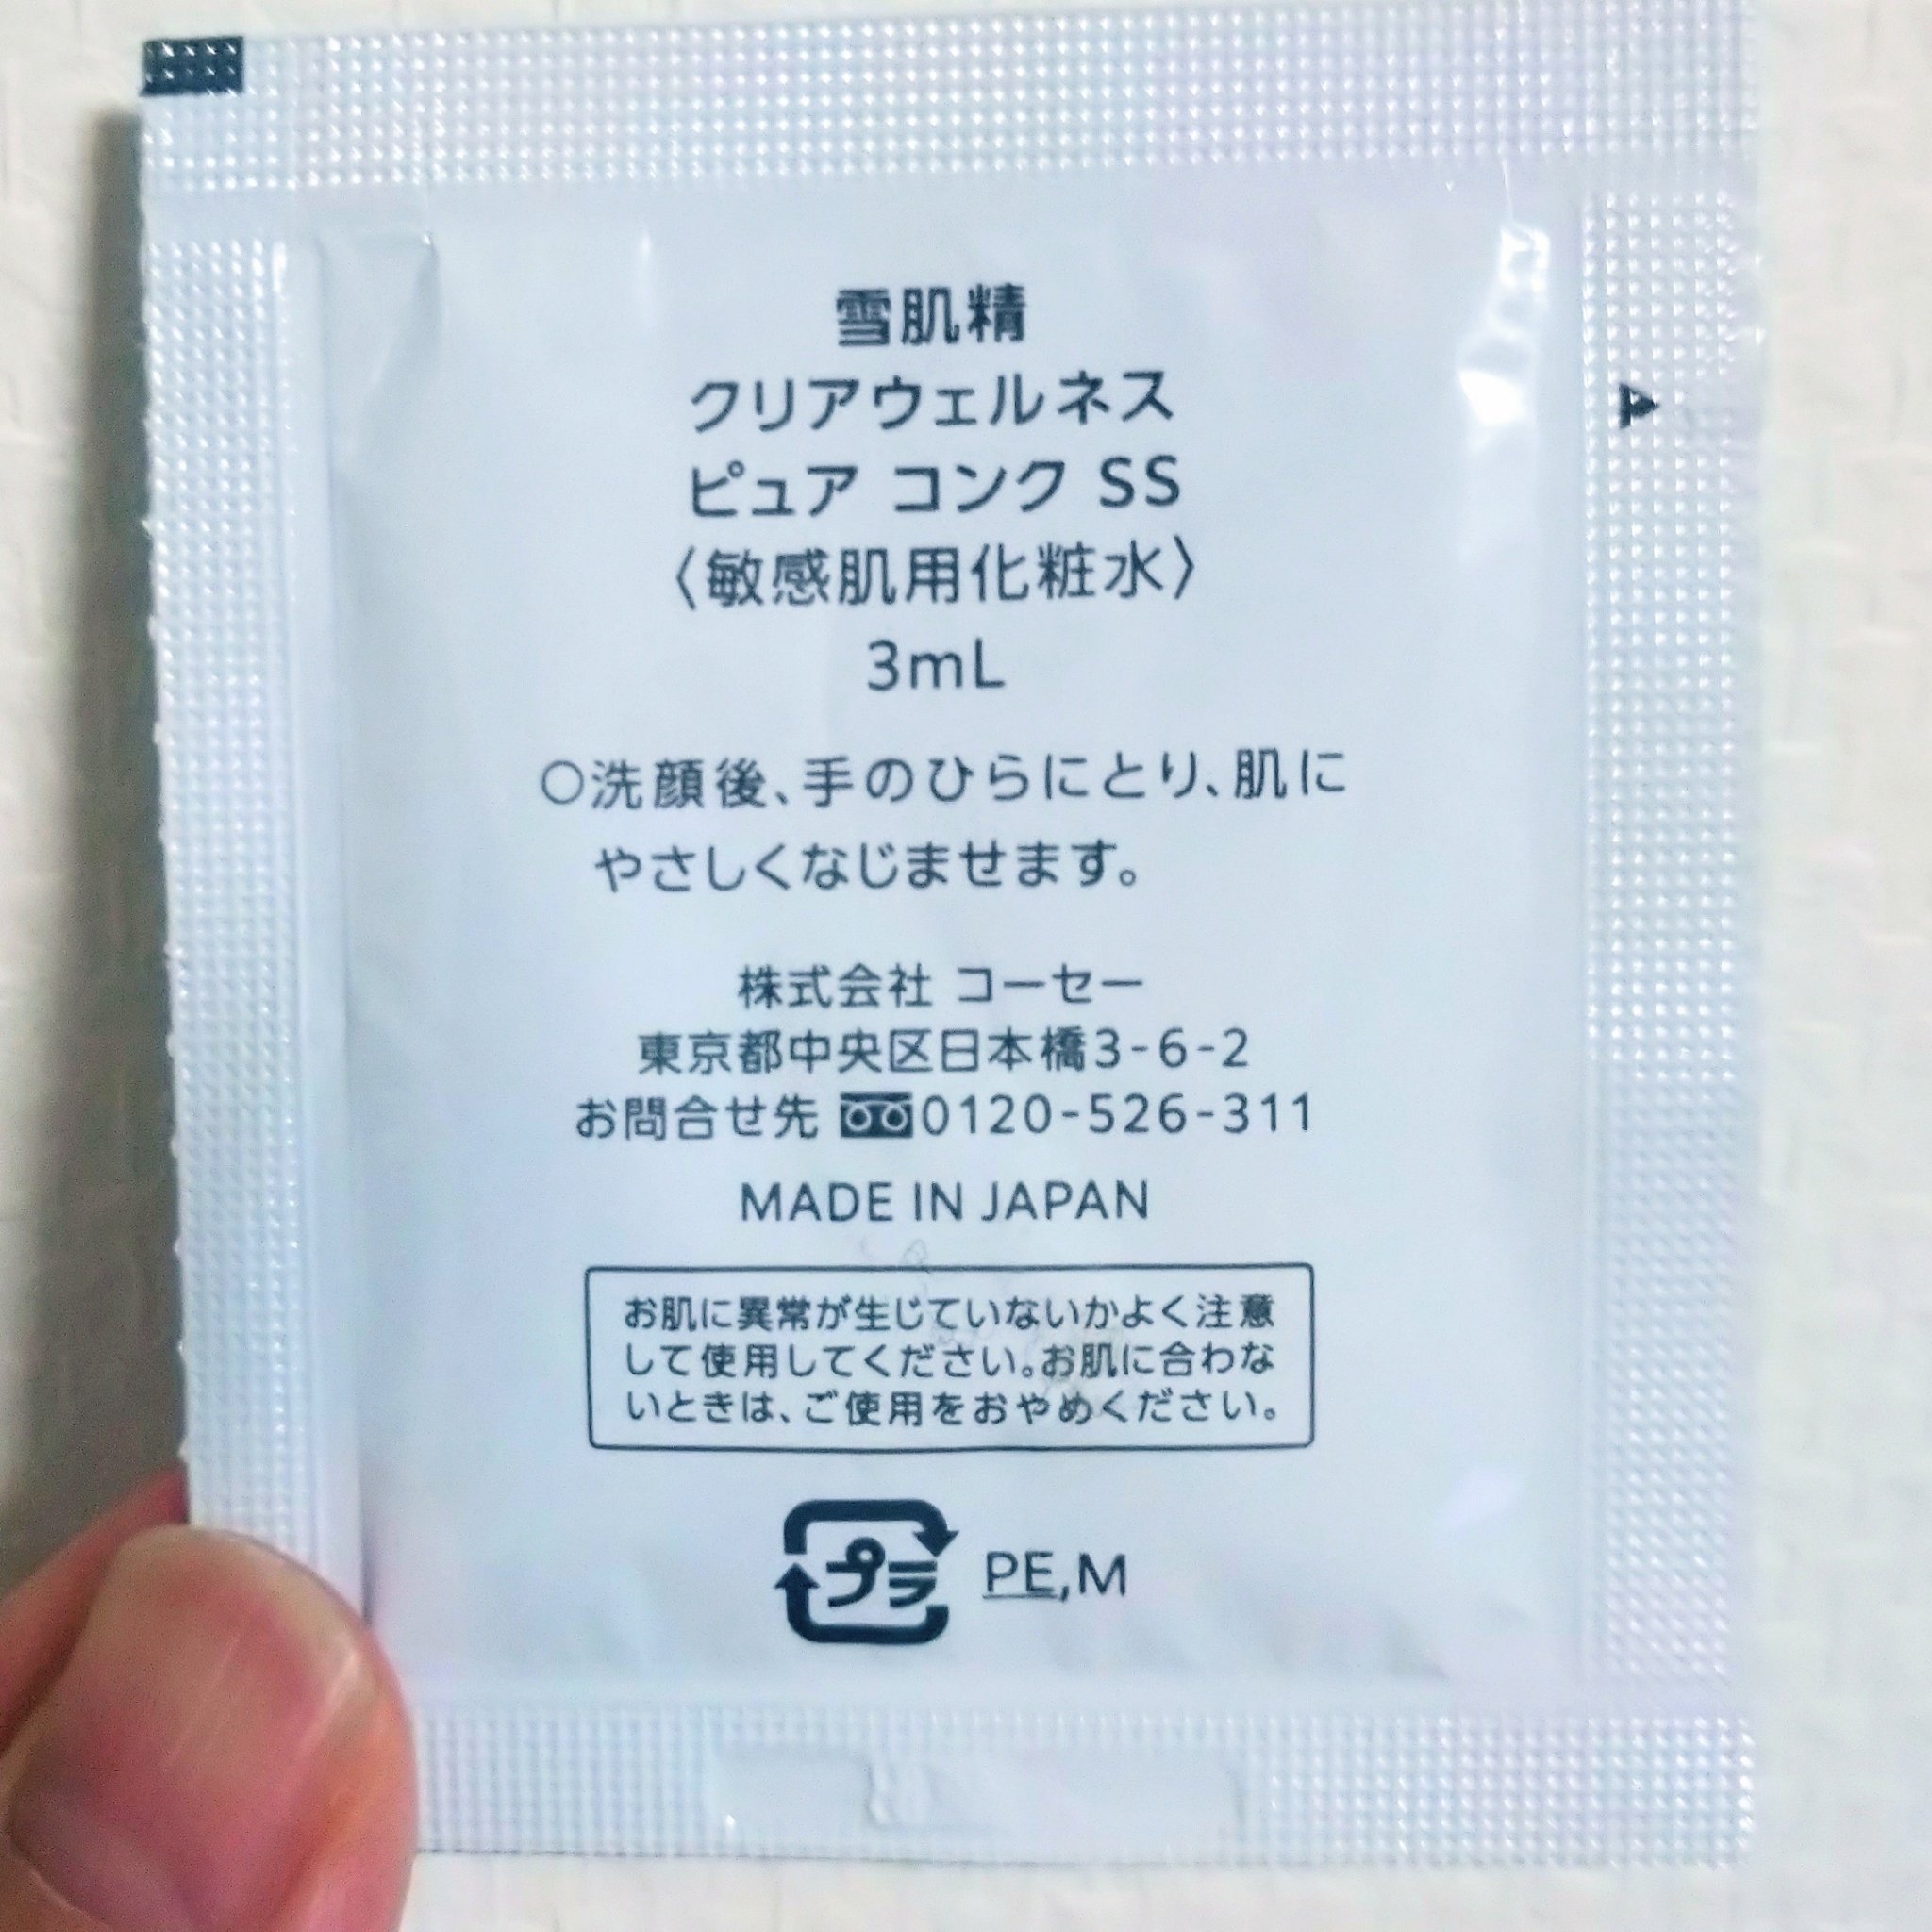 雪肌精
クリアウェルネス
ピュア コンク SS
〈敏感肌用化粧水〉
3mL
○洗顔後、手のひらにとり、肌に
やさしくなじませます。
株式会社 コーセー
東京都中央区日本橋3-6-2
お問合せ先 0120-526-311
MADE IN JAPAN
お肌に異常が生じていないかよく注意
して使用してください。お肌に合わな
いときは、ご使用をおやめください。
プラ PE,M